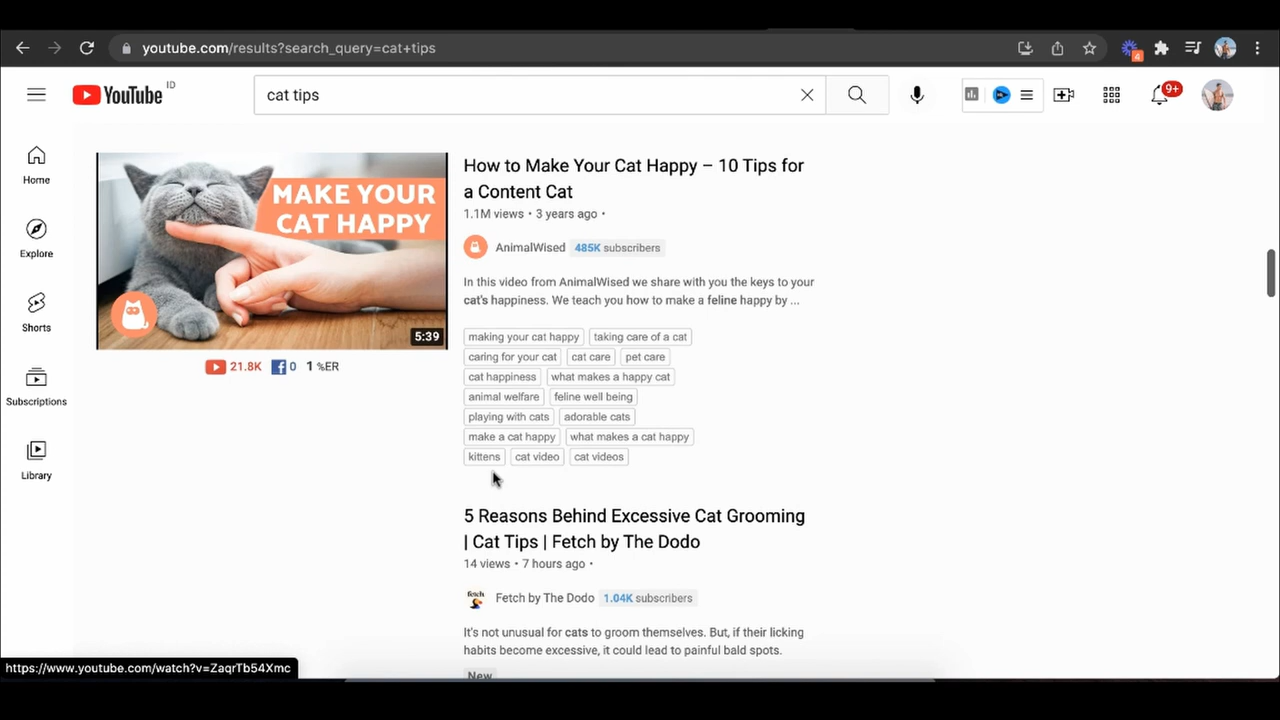 youtube.com/results?search_query=cat+tips
4
YouTube ID
cat tips
9+
Home
Explore
Shorts
Subscriptions
Library
MAKE YOUR
CAT HAPPY
5:39
21.8K 0 1 %ER
How to Make Your Cat Happy – 10 Tips for
a Content Cat
1.1M views • 3 years ago •
AnimalWised 485K subscribers
In this video from AnimalWised we share with you the keys to your
cat's happiness. We teach you how to make a feline happy by ...
making your cat happy taking care of a cat
caring for your cat cat care pet care
cat happiness what makes a happy cat
animal welfare feline well being
playing with cats adorable cats
make a cat happy what makes a cat happy
kittens cat video cat videos
5 Reasons Behind Excessive Cat Grooming
| Cat Tips | Fetch by The Dodo
14 views • 7 hours ago •
fetch
Fetch by The Dodo 1.04K subscribers
It's not unusual for cats to groom themselves. But, if their licking
habits become excessive, it could lead to painful bald spots.
New
https://www.youtube.com/watch?v=ZaqrTb54Xmc